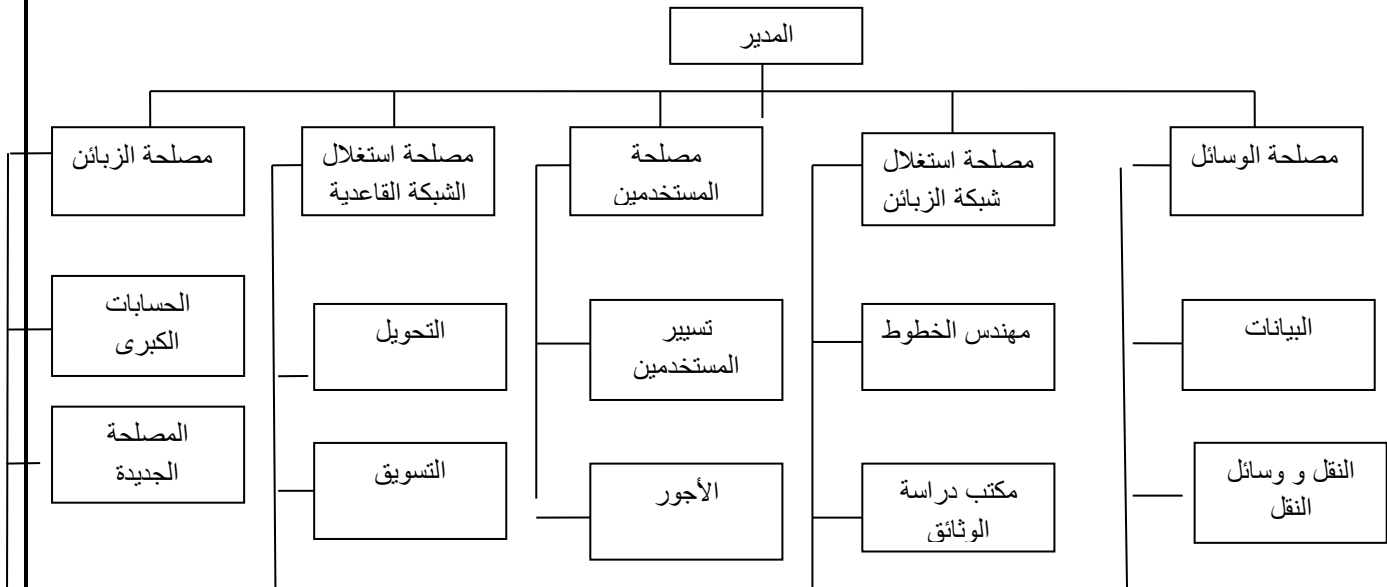 المدير
مصلحة الوسائل
مصلحة استغلال
شبكة الزبائن
مصلحة
المستخدمين
مصلحة استغلال
الشبكة القاعدية
مصلحة الزبائن
البيانات
مهندس الخطوط
تسيير
المستخدمين
التحويل
الحسابات
الكبرى
النقل و وسائل
النقل
مكتب دراسة
الوثائق
الأجور
التسويق
المصلحة
الجديدة